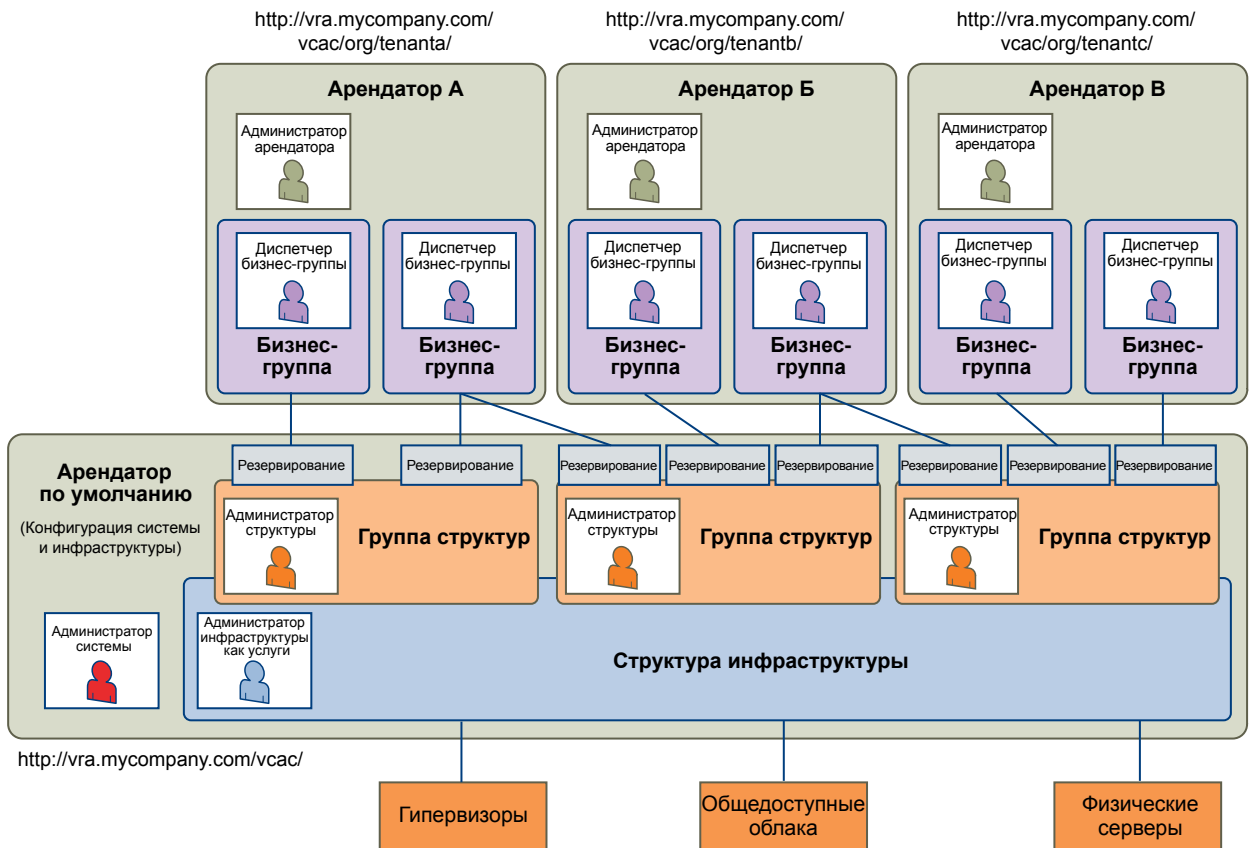 http://vra.mycompany.com/
vcac/org/tenanta/
http://vra.mycompany.com/
vcac/org/tenantb/
http://vra.mycompany.com/
vcac/org/tenantc/
Арендатор А
Администратор
арендатора
Диспетчер
бизнес-группы
Бизнес-
группа
Диспетчер
бизнес-группы
Бизнес-
группа
Арендатор Б
Администратор
арендатора
Диспетчер
бизнес-группы
Бизнес-
группа
Диспетчер
бизнес-группы
Бизнес-
группа
Арендатор В
Администратор
арендатора
Диспетчер
бизнес-группы
Бизнес-
группа
Диспетчер
бизнес-группы
Бизнес-
группа
Арендатор
по умолчанию
(Конфигурация системы
и инфраструктуры)
Резервирование
Резервирование
Резервирование
Резервирование
Резервирование
Резервирование
Резервирование
Резервирование
Администратор
структуры
Группа структур
Администратор
структуры
Группа структур
Администратор
структуры
Группа структур
Администратор
системы
Администратор
инфраструктуры
как услуги
Структура инфраструктуры
http://vra.mycompany.com/vcac/
Гипервизоры
Общедоступные
облака
Физические
серверы